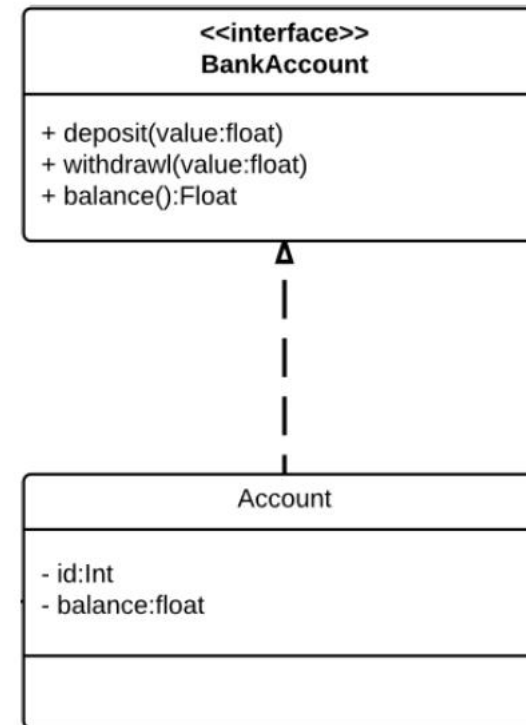 <<interface>>
BankAccount
+ deposit(value:float)
+ withdrawl(value:float)
+ balance():Float
Account
- id:Int
- balance:float